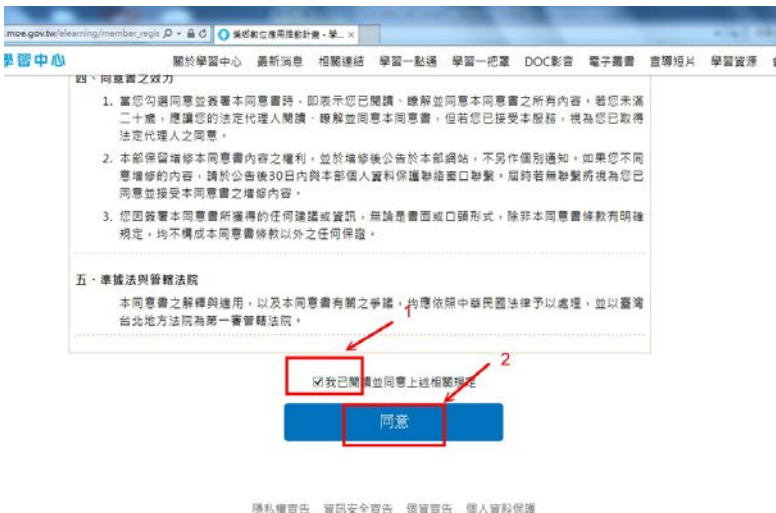 .moe.gov.tw/elearning/member_regis
偏鄉數位應用推動計畫 - 學...
學習中心
關於學習中心 最新消息 相關連結 學習一點通 學習一把罩 DOC影音 電子叢書 宣導短片 學習資源
四、同意書之效力
1. 當您勾選同意並簽署本同意書時，即表示您已閱讀、瞭解並同意本同意書之所有內容，若您未滿
二十歲，應讓您的法定代理人閱讀、瞭解並同意本同意書，但若您已接受本服務，視為您已取得
法定代理人之同意。
2. 本部保留增修本同意書內容之權利，並於增修後公告於本部網站，不另作個別通知。如果您不同
意增修的內容，請於公告後30日內與本部個人資料保護聯絡窗口聯繫。屆時若無聯繫將視為您已
同意並接受本同意書之增修內容。
3. 您因簽署本同意書所獲得的任何建議或資訊，無論是書面或口頭形式，除非本同意書條款有明確
規定，均不構成本同意書條款以外之任何保證。
五、準據法與管轄法院
本同意書之解釋與適用，以及本同意書有關之爭議，均應依照中華民國法律予以處理，並以臺灣
台北地方法院為第一審管轄法院。
1
我已閱讀並同意上述相關規定
2
同意
隱私權宣告 資訊安全宣告 個資宣告 個人資料保護